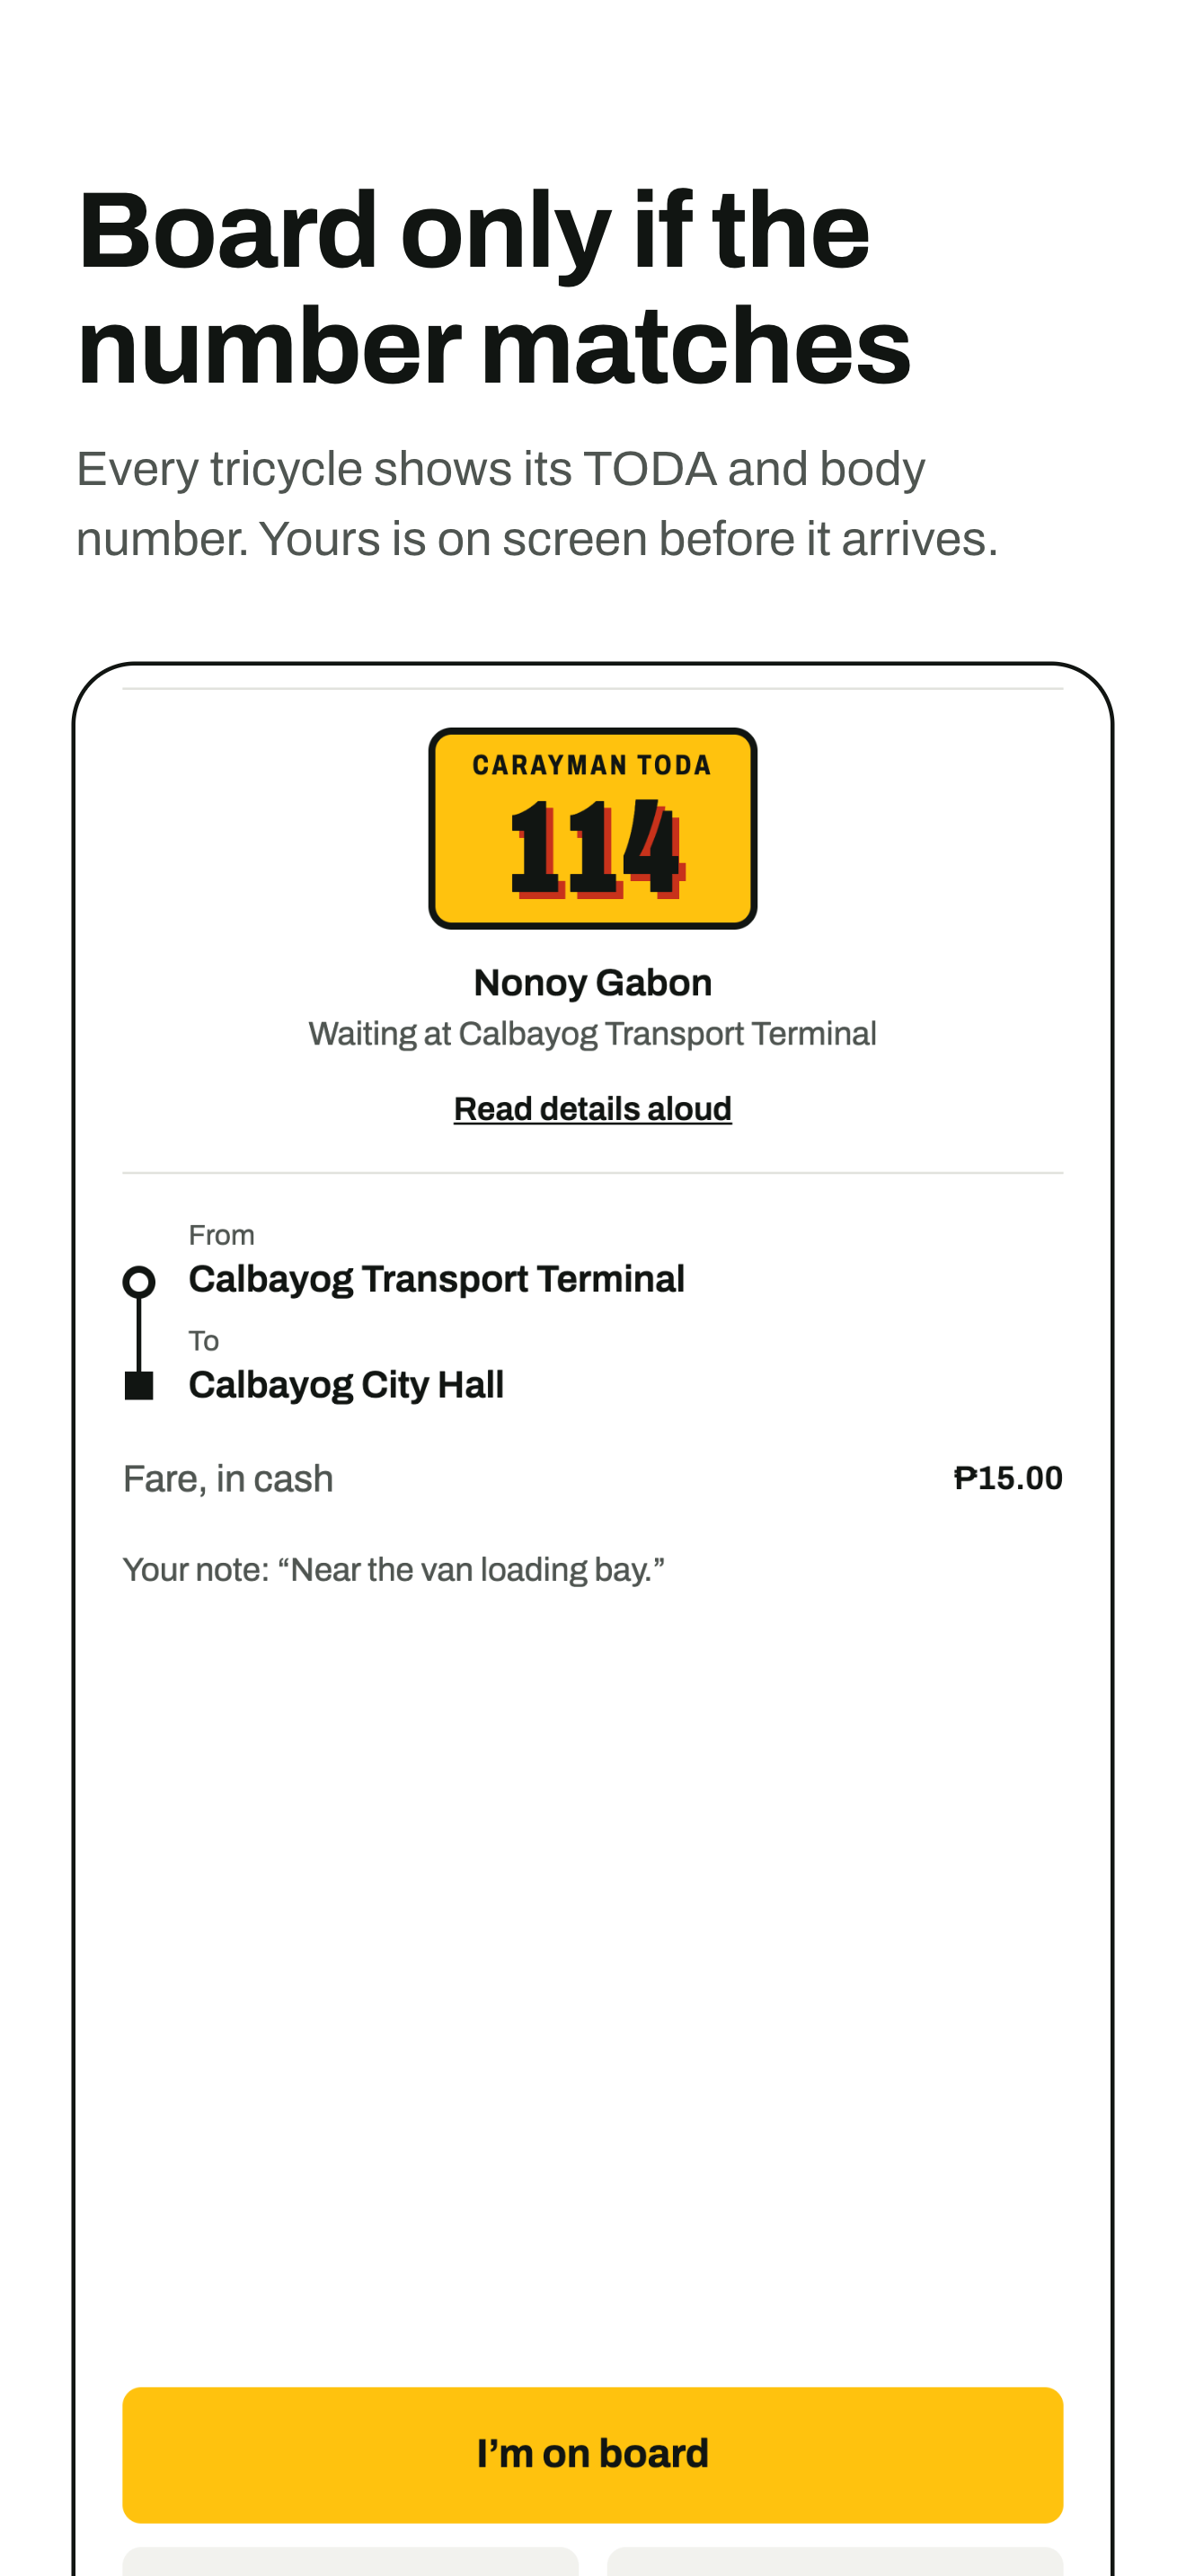 Board only if the
number matches
Every tricycle shows its TODA and body
number. Yours is on screen before it arrives.
CARAYMAN TODA
114
Nonoy Gabon
Waiting at Calbayog Transport Terminal
Read details aloud
From
Calbayog Transport Terminal
To
Calbayog City Hall
Fare, in cash ₱15.00
Your note: “Near the van loading bay.”
I’m on board